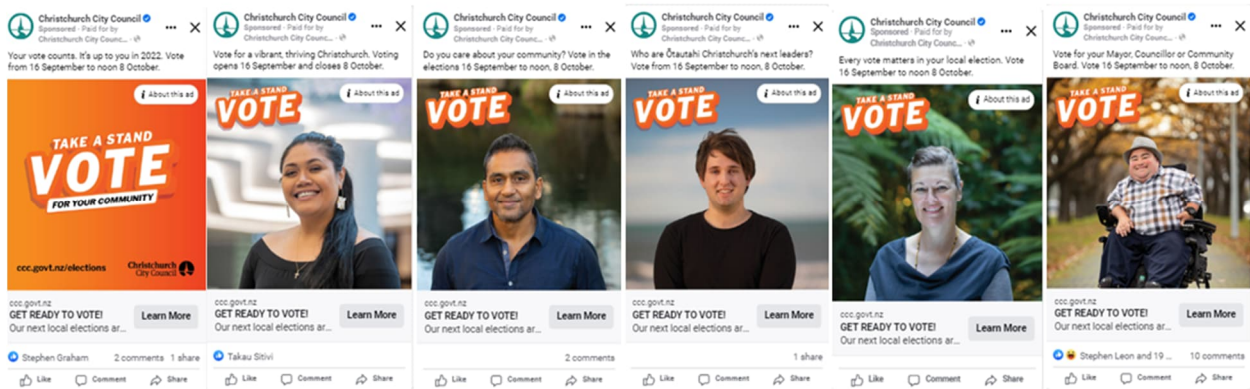 Christchurch City Council
Sponsored · Paid for by
Christchurch City Counc... ·
Your vote counts. It's up to you in 2022. Vote
from 16 September to noon 8 October.
About this ad
TAKE A STAND
VOTE
FOR YOUR COMMUNITY
ccc.govt.nz/elections
Christchurch
City Council
ccc.govt.nz
GET READY TO VOTE!
Our next local elections ar...
Learn More
Stephen Graham
2 comments 1 share
Like Comment Share
Christchurch City Council
Sponsored · Paid for by
Christchurch City Counc... ·
Vote for a vibrant, thriving Christchurch. Voting
opens 16 September and closes 8 October.
About this ad
TAKE A STAND
VOTE
ccc.govt.nz
GET READY TO VOTE!
Our next local elections ar...
Learn More
Takau Sitivi
Like Comment Share
Christchurch City Council
Sponsored · Paid for by
Christchurch City Counc... ·
Do you care about your community? Vote in the
elections 16 September to noon, 8 October.
About this ad
TAKE A STAND
VOTE
ccc.govt.nz
GET READY TO VOTE!
Our next local elections ar...
Learn More
2 comments
Like Comment Share
Christchurch City Council
Sponsored · Paid for by
Christchurch City Counc... ·
Who are Ōtautahi Christchurch's next leaders?
Vote from 16 September to noon, 8 October.
About this ad
TAKE A STAND
VOTE
ccc.govt.nz
GET READY TO VOTE!
Our next local elections ar...
Learn More
1 share
Like Comment Share
Christchurch City Council
Sponsored · Paid for by
Christchurch City Counc... ·
Every vote matters in your local election. Vote
16 September to noon 8 October.
About this ad
TAKE A STAND
VOTE
ccc.govt.nz
GET READY TO VOTE!
Our next local elections ar...
Learn More
Like Comment Share
Christchurch City Council
Sponsored · Paid for by
Christchurch City Counc... ·
Vote for your Mayor, Councillor or Community
Board. Vote 16 September to noon 8 October.
About this ad
TAKE A STAND
VOTE
ccc.govt.nz
GET READY TO VOTE!
Our next local elections ar...
Learn More
Stephen Leon and 19 ...
10 comments
Like Comment Share